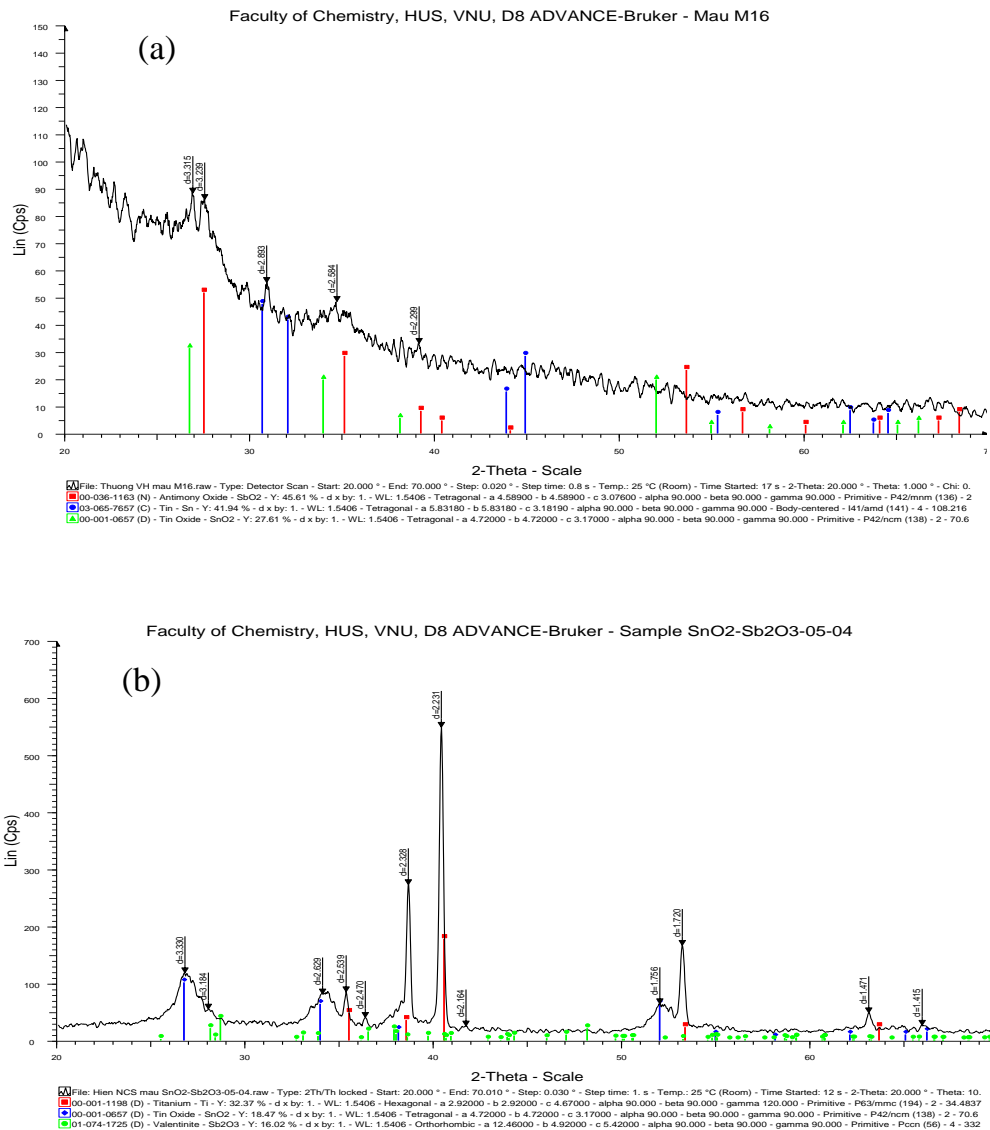 Faculty of Chemistry, HUS, VNU, D8 ADVANCE-Bruker - Mau M16
(a)
Lin (Cps)
150
140
130
120
110
100
90
80
70
60
50
40
30
20
10
0
d=3.315
d=3.239
d=2.893
d=2.584
d=2.299
20
30
40
50
60
2-Theta - Scale
File: Thuong VH mau M16.raw - Type: Detector Scan - Start: 20.000 ° - End: 70.000 ° - Step: 0.020 ° - Step time: 0.8 s - Temp.: 25 °C (Room) - Time Started: 17 s - 2-Theta: 20.000 ° - Theta: 1.000 ° - Chi: 0.
00-036-1163 (N) - Antimony Oxide - SbO2 - Y: 45.61 % - d x by: 1. - WL: 1.5406 - Tetragonal - a 4.58900 - b 4.58900 - c 3.07600 - alpha 90.000 - beta 90.000 - gamma 90.000 - Primitive - P42/mnm (136) - 2
03-065-7657 (C) - Tin - Sn - Y: 41.94 % - d x by: 1. - WL: 1.5406 - Tetragonal - a 5.83180 - b 5.83180 - c 3.18190 - alpha 90.000 - beta 90.000 - gamma 90.000 - Body-centered - I41/amd (141) - 4 - 108.216
00-001-0657 (D) - Tin Oxide - SnO2 - Y: 27.61 % - d x by: 1. - WL: 1.5406 - Tetragonal - a 4.72000 - b 4.72000 - c 3.17000 - alpha 90.000 - beta 90.000 - gamma 90.000 - Primitive - P42/ncm (138) - 2 - 70.6
Faculty of Chemistry, HUS, VNU, D8 ADVANCE-Bruker - Sample SnO2-Sb2O3-05-04
(b)
Lin (Cps)
700
600
500
400
300
200
100
0
d=3.330
d=3.184
d=2.629
d=2.539
d=2.470
d=2.328
d=2.231
d=2.164
d=1.756
d=1.720
d=1.471
d=1.415
20
30
40
50
60
2-Theta - Scale
File: Hien NCS mau SnO2-Sb2O3-05-04.raw - Type: 2Th/Th locked - Start: 20.000 ° - End: 70.010 ° - Step: 0.030 ° - Step time: 1. s - Temp.: 25 °C (Room) - Time Started: 12 s - 2-Theta: 20.000 ° - Theta: 10.
00-001-1198 (D) - Titanium - Ti - Y: 32.37 % - d x by: 1. - WL: 1.5406 - Hexagonal - a 2.92000 - b 2.92000 - c 4.67000 - alpha 90.000 - beta 90.000 - gamma 120.000 - Primitive - P63/mmc (194) - 2 - 34.4837
00-001-0657 (D) - Tin Oxide - SnO2 - Y: 18.47 % - d x by: 1. - WL: 1.5406 - Tetragonal - a 4.72000 - b 4.72000 - c 3.17000 - alpha 90.000 - beta 90.000 - gamma 90.000 - Primitive - P42/ncm (138) - 2 - 70.6
01-074-1725 (D) - Valentinite - Sb2O3 - Y: 16.02 % - d x by: 1. - WL: 1.5406 - Orthorhombic - a 12.46000 - b 4.92000 - c 5.42000 - alpha 90.000 - beta 90.000 - gamma 90.000 - Primitive - Pccn (56) - 4 - 332